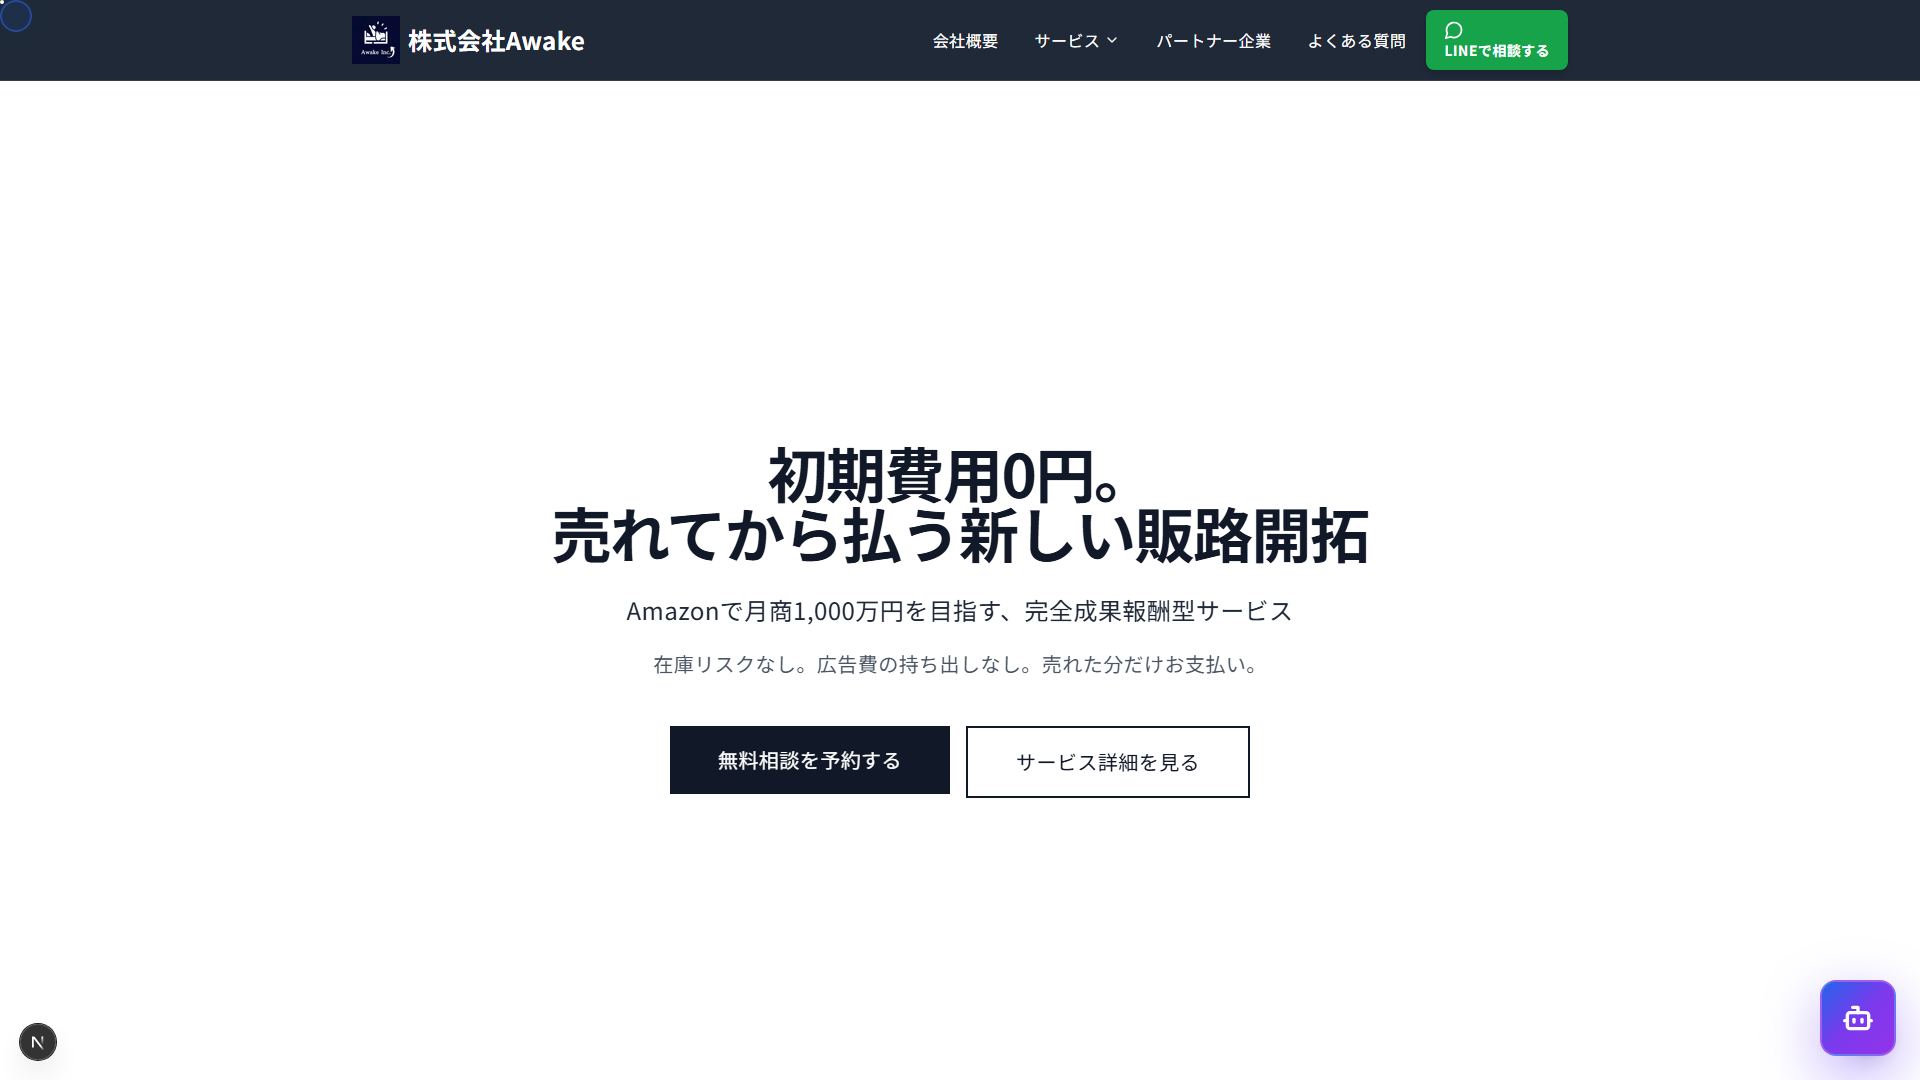 Awake Inc.
株式会社Awake
会社概要
サービス
パートナー企業
よくある質問
LINEで相談する
初期費用0円。
売れてから払う新しい販路開拓
Amazonで月商1,000万円を目指す、完全成果報酬型サービス
在庫リスクなし。広告費の持ち出しなし。売れた分だけお支払い。
無料相談を予約する
サービス詳細を見る
N